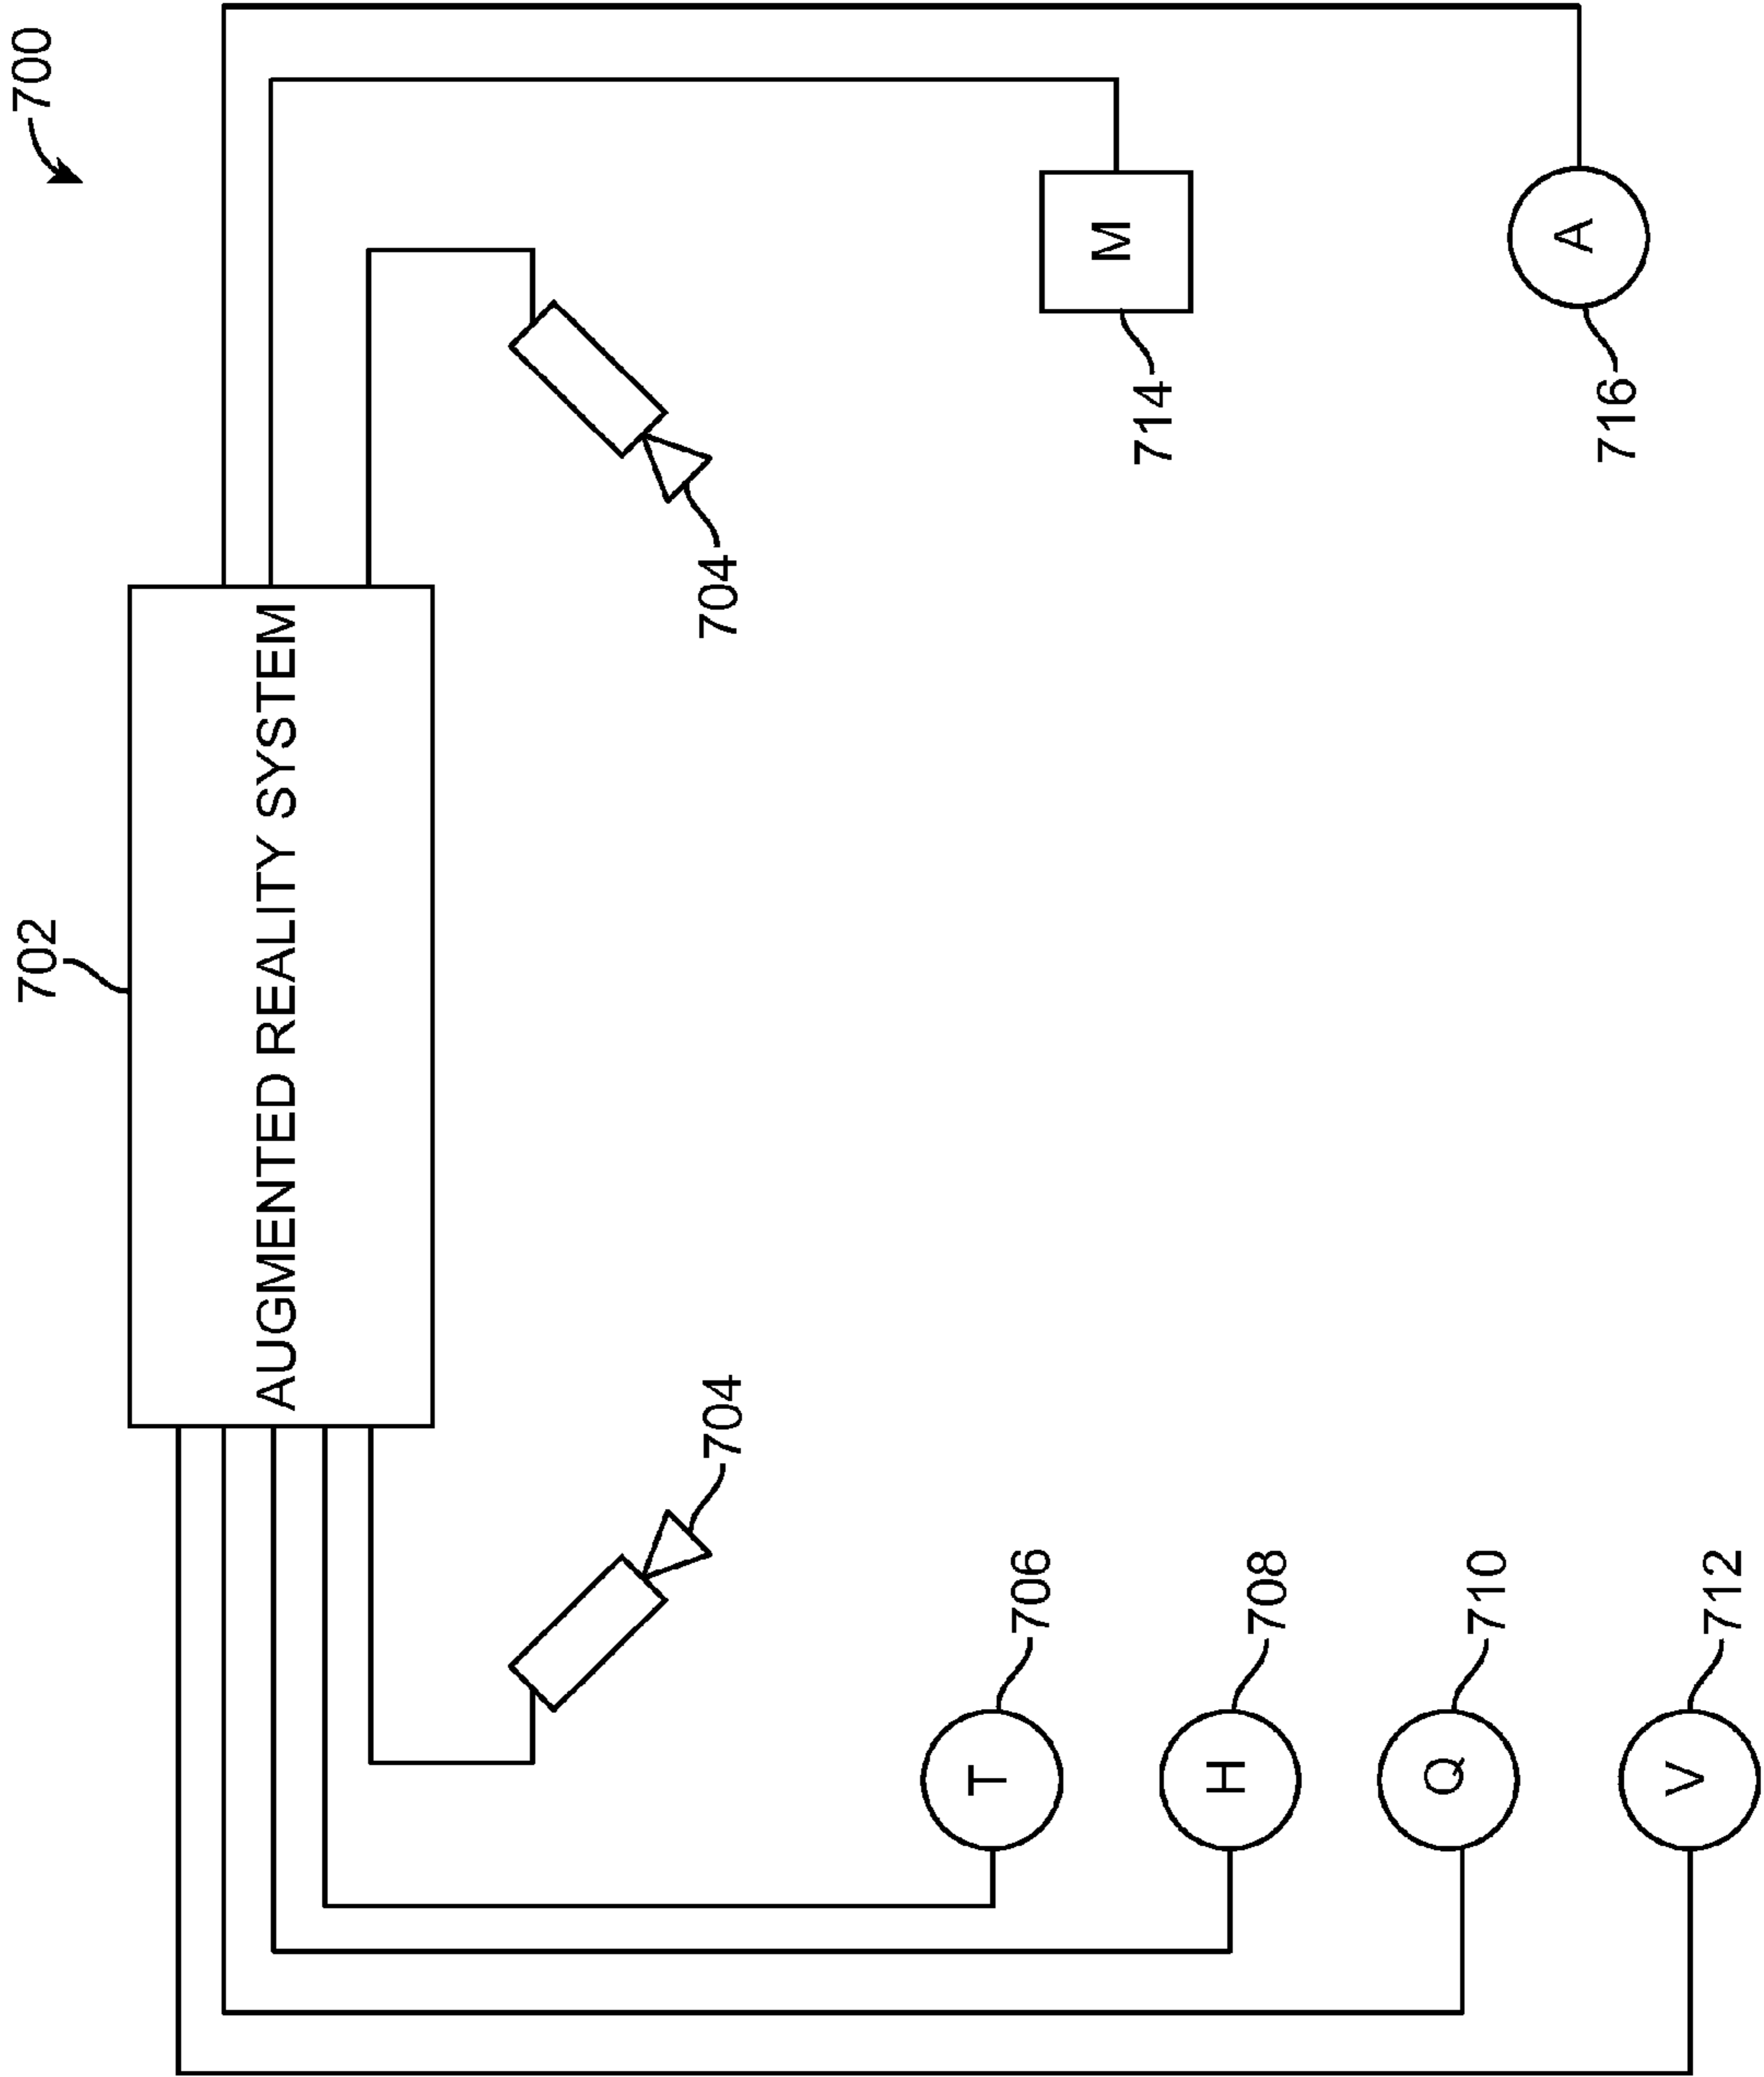 702
700
AUGMENTED REALITY SYSTEM
704
704
T
706
M
714
H
708
Q
710
A
716
V
712